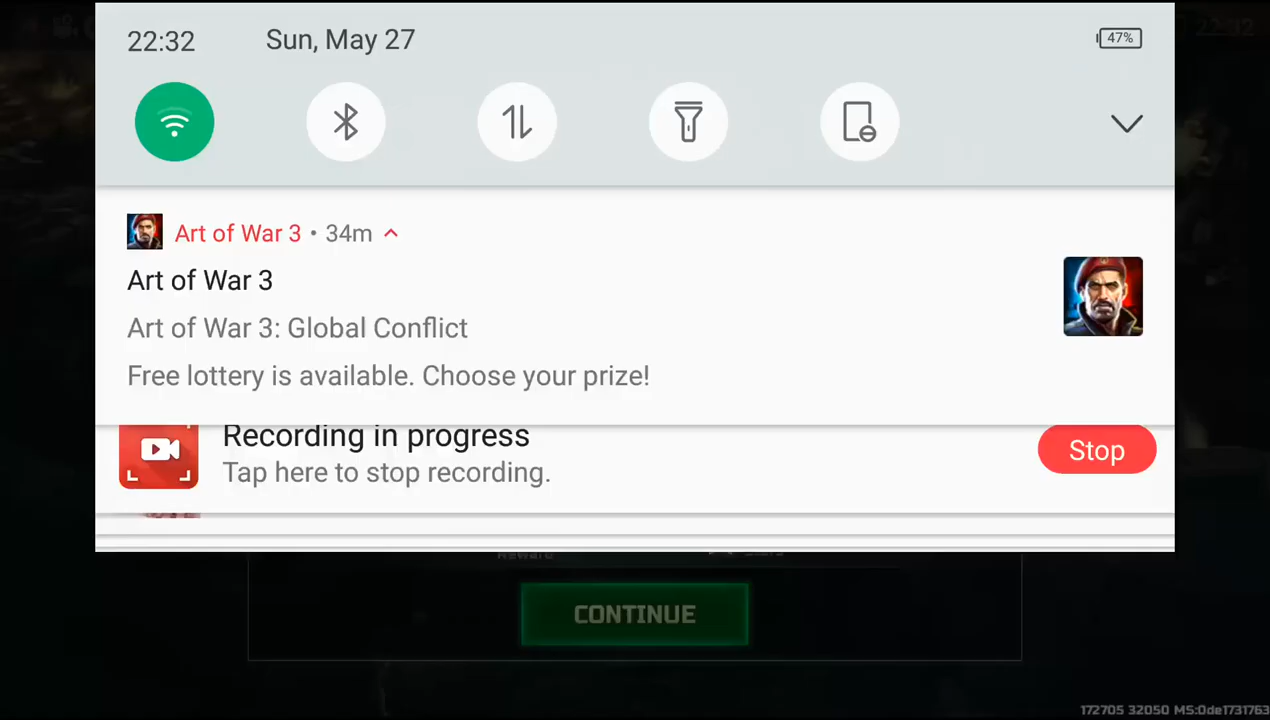 22:32 Sun, May 27 47%
Art of War 3 • 34m
Art of War 3
Art of War 3: Global Conflict
Free lottery is available. Choose your prize!
Recording in progress
Tap here to stop recording.
Stop
CONTINUE
172705 32050 MS:0de1731763